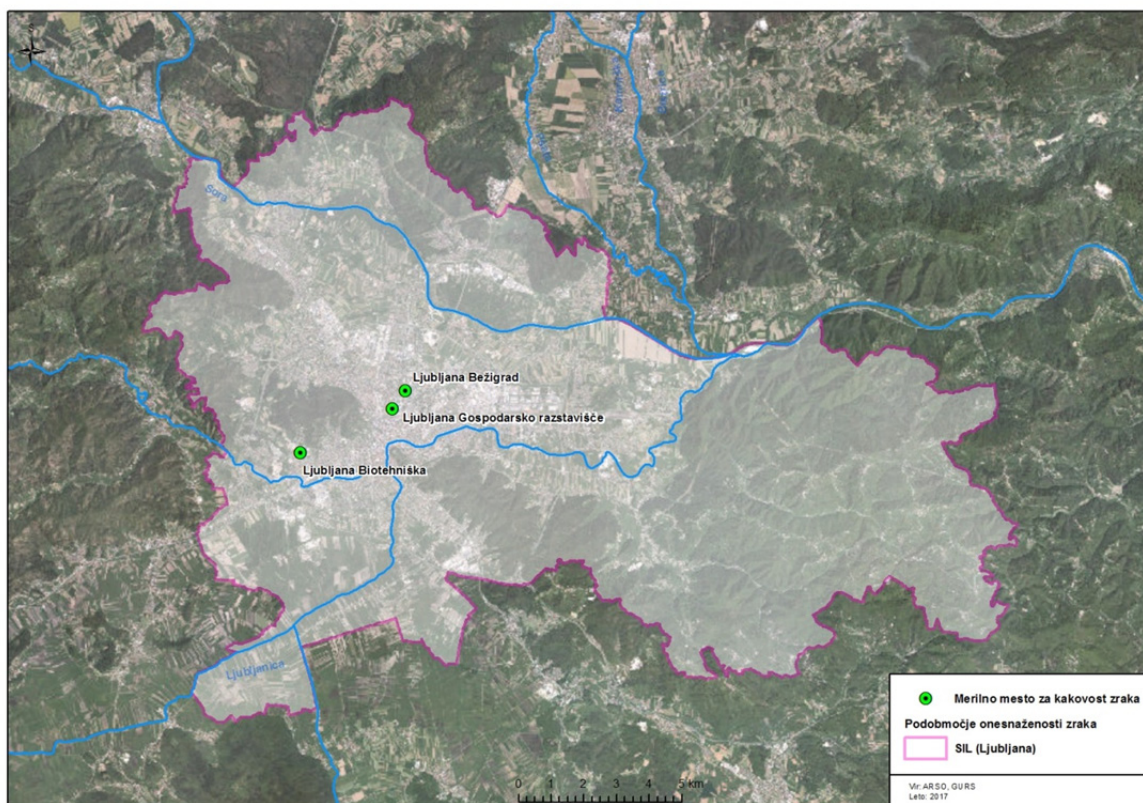 Sora
Ljubljana Bežigrad
Ljubljana Gospodarsko razstavišče
Ljubljana Biotehniška
Ljubljanica
Merilno mesto za kakovost zraka
Podobmočje onesnaženosti zraka
SIL (Ljubljana)
0 1 2 3 4 5 km
Vir: ARSO, GURS
Leto: 2017